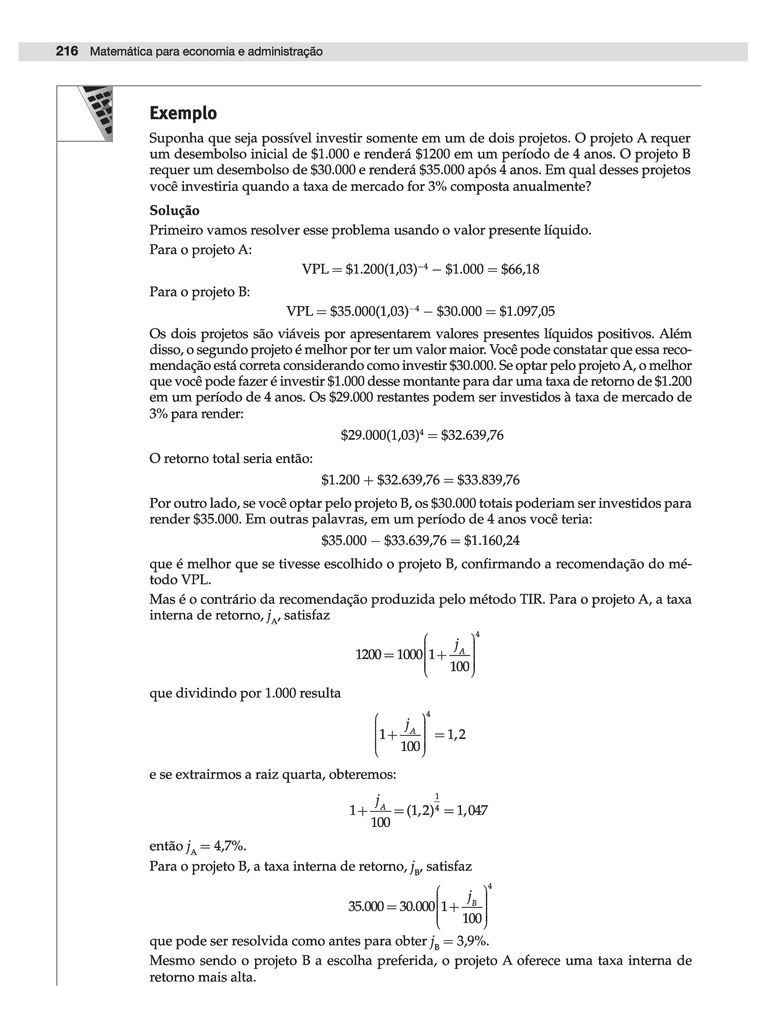 216 Matemática para economia e administração
Exemplo
Suponha que seja possível investir somente em um de dois projetos. O projeto A requer
um desembolso inicial de $1.000 e renderá $1200 em um período de 4 anos. O projeto B
requer um desembolso de $30.000 e renderá $35.000 após 4 anos. Em qual desses projetos
você investiria quando a taxa de mercado for 3% composta anualmente?
Solução
Primeiro vamos resolver esse problema usando o valor presente líquido.
Para o projeto A:
VPL = $1.200(1,03)⁻⁴ − $1.000 = $66,18
Para o projeto B:
VPL = $35.000(1,03)⁻⁴ − $30.000 = $1.097,05
Os dois projetos são viáveis por apresentarem valores presentes líquidos positivos. Além
disso, o segundo projeto é melhor por ter um valor maior. Você pode constatar que essa reco-
mendação está correta considerando como investir $30.000. Se optar pelo projeto A, o melhor
que você pode fazer é investir $1.000 desse montante para dar uma taxa de retorno de $1.200
em um período de 4 anos. Os $29.000 restantes podem ser investidos à taxa de mercado de
3% para render:
$29.000(1,03)⁴ = $32.639,76
O retorno total seria então:
$1.200 + $32.639,76 = $33.839,76
Por outro lado, se você optar pelo projeto B, os $30.000 totais poderiam ser investidos para
render $35.000. Em outras palavras, em um período de 4 anos você teria:
$35.000 − $33.639,76 = $1.160,24
que é melhor que se tivesse escolhido o projeto B, confirmando a recomendação do mé-
todo VPL.
Mas é o contrário da recomendação produzida pelo método TIR. Para o projeto A, a taxa
interna de retorno, j_A, satisfaz
1200 = 1000(1 + j_A/100)⁴
que dividindo por 1.000 resulta
(1 + j_A/100)⁴ = 1,2
e se extrairmos a raiz quarta, obteremos:
1 + j_A/100 = (1,2)^(1/4) = 1,047
então j_A = 4,7%.
Para o projeto B, a taxa interna de retorno, j_B, satisfaz
35.000 = 30.000(1 + j_B/100)⁴
que pode ser resolvida como antes para obter j_B = 3,9%.
Mesmo sendo o projeto B a escolha preferida, o projeto A oferece uma taxa interna de
retorno mais alta.